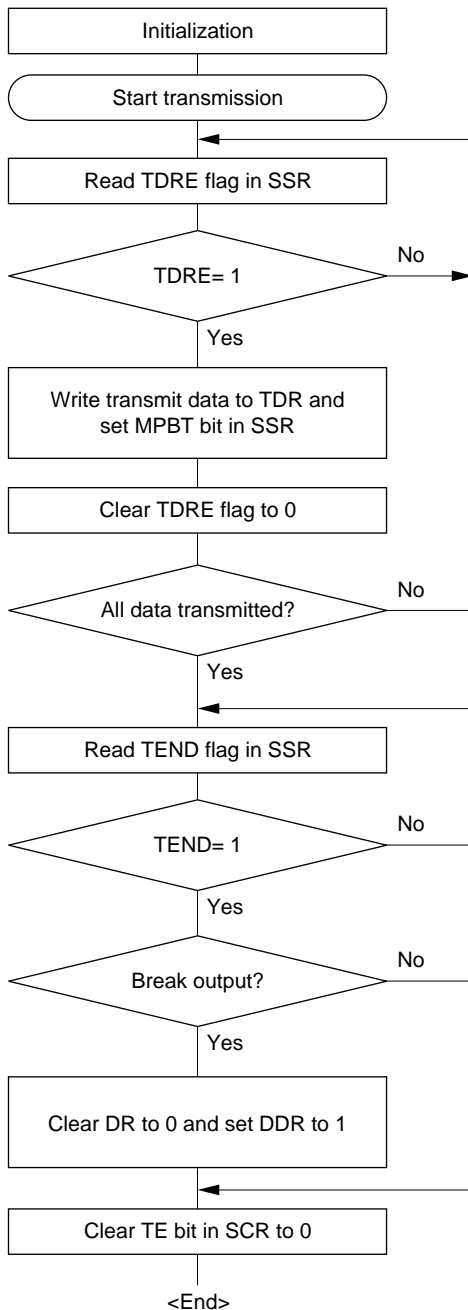 Initialization
Start transmission
Read TDRE flag in SSR
No
TDRE= 1
Yes
Write transmit data to TDR and
set MPBT bit in SSR
Clear TDRE flag to 0
No
All data transmitted?
Yes
Read TEND flag in SSR
No
TEND= 1
Yes
No
Break output?
Yes
Clear DR to 0 and set DDR to 1
Clear TE bit in SCR to 0
<End>